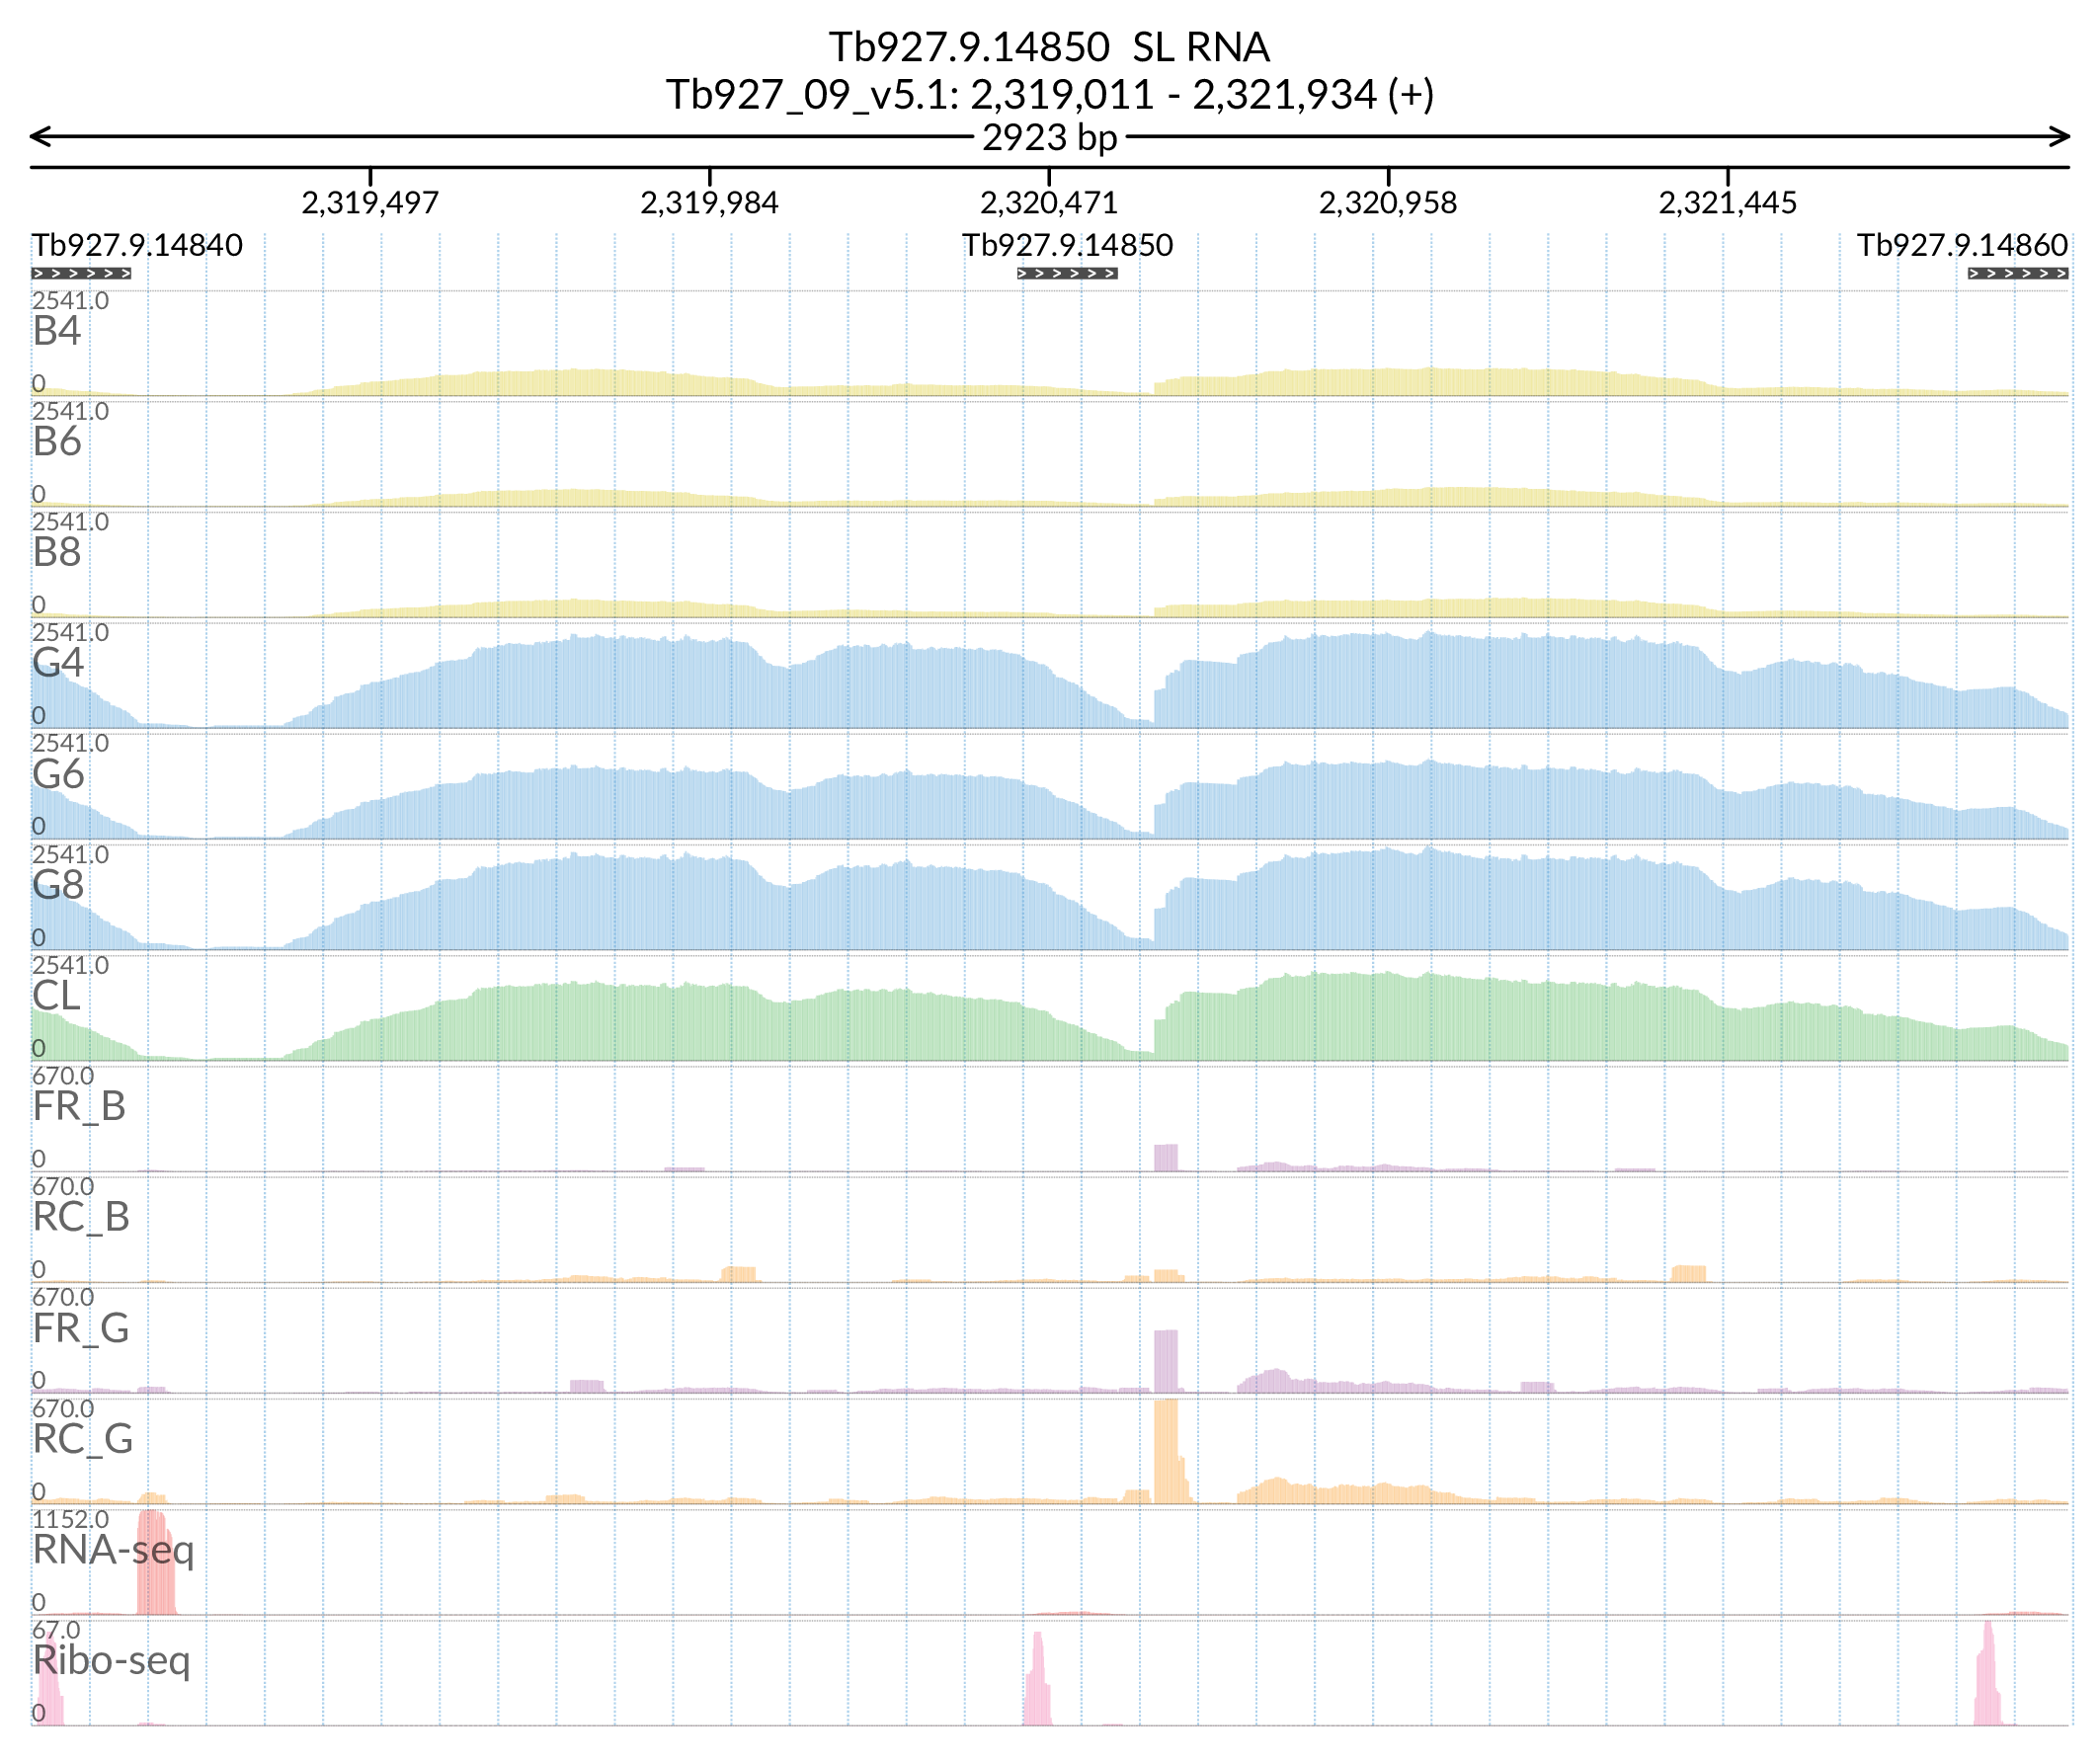 Tb927.9.14850 SL RNA
Tb927_09_v5.1: 2,319,011 - 2,321,934 (+)
2923 bp
2,319,497 2,319,984 2,320,471 2,320,958 2,321,445
Tb927.9.14840 Tb927.9.14850 Tb927.9.14860
2541.0
B4
0
2541.0
B6
0
2541.0
B8
0
2541.0
G4
0
2541.0
G6
0
2541.0
G8
0
2541.0
CL
0
670.0
FR_B
0
670.0
RC_B
0
670.0
FR_G
0
670.0
RC_G
0
1152.0
RNA-seq
0
67.0
Ribo-seq
0